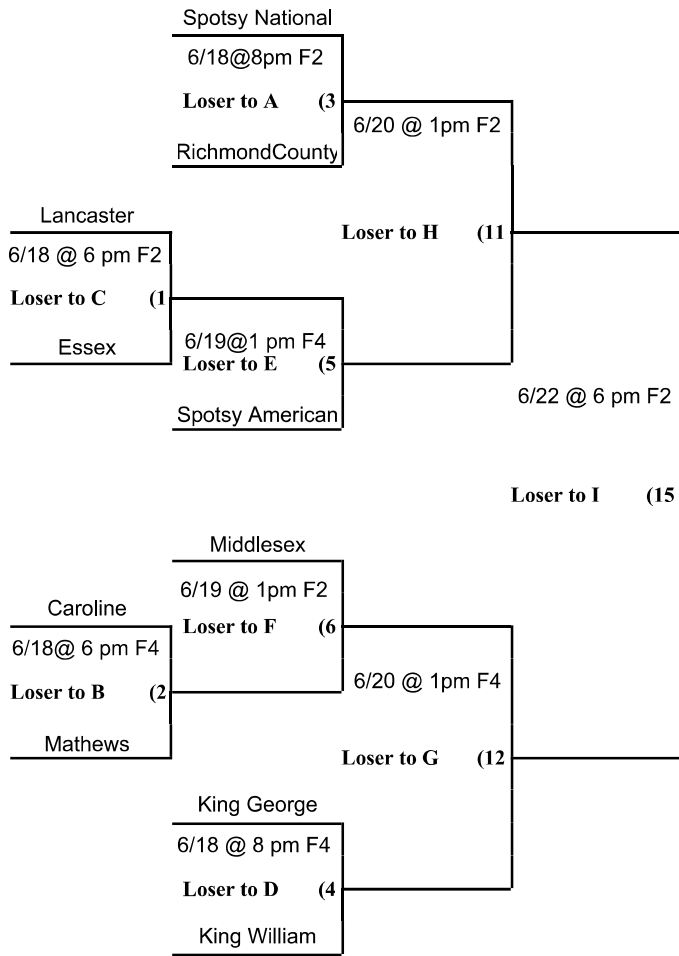 Spotsy National
6/18@8pm F2
Loser to A (3
6/20 @ 1pm F2
RichmondCounty
Lancaster
Loser to H (11
6/18 @ 6 pm F2
Loser to C (1
6/19@1 pm F4
Essex
Loser to E (5
6/22 @ 6 pm F2
Spotsy American
Loser to I (15
Middlesex
6/19 @ 1pm F2
Caroline
Loser to F (6
6/18@ 6 pm F4
6/20 @ 1pm F4
Loser to B (2
Mathews
Loser to G (12
King George
6/18 @ 8 pm F4
Loser to D (4
King William